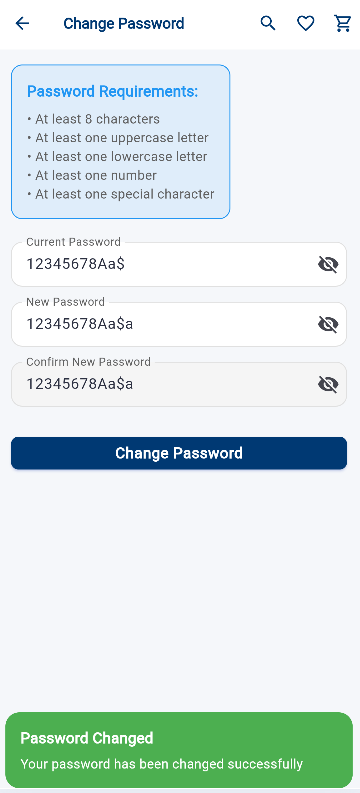 Change Password
Password Requirements:
• At least 8 characters
• At least one uppercase letter
• At least one lowercase letter
• At least one number
• At least one special character
Current Password
12345678Aa$
New Password
12345678Aa$a
Confirm New Password
12345678Aa$a
Change Password
Password Changed
Your password has been changed successfully